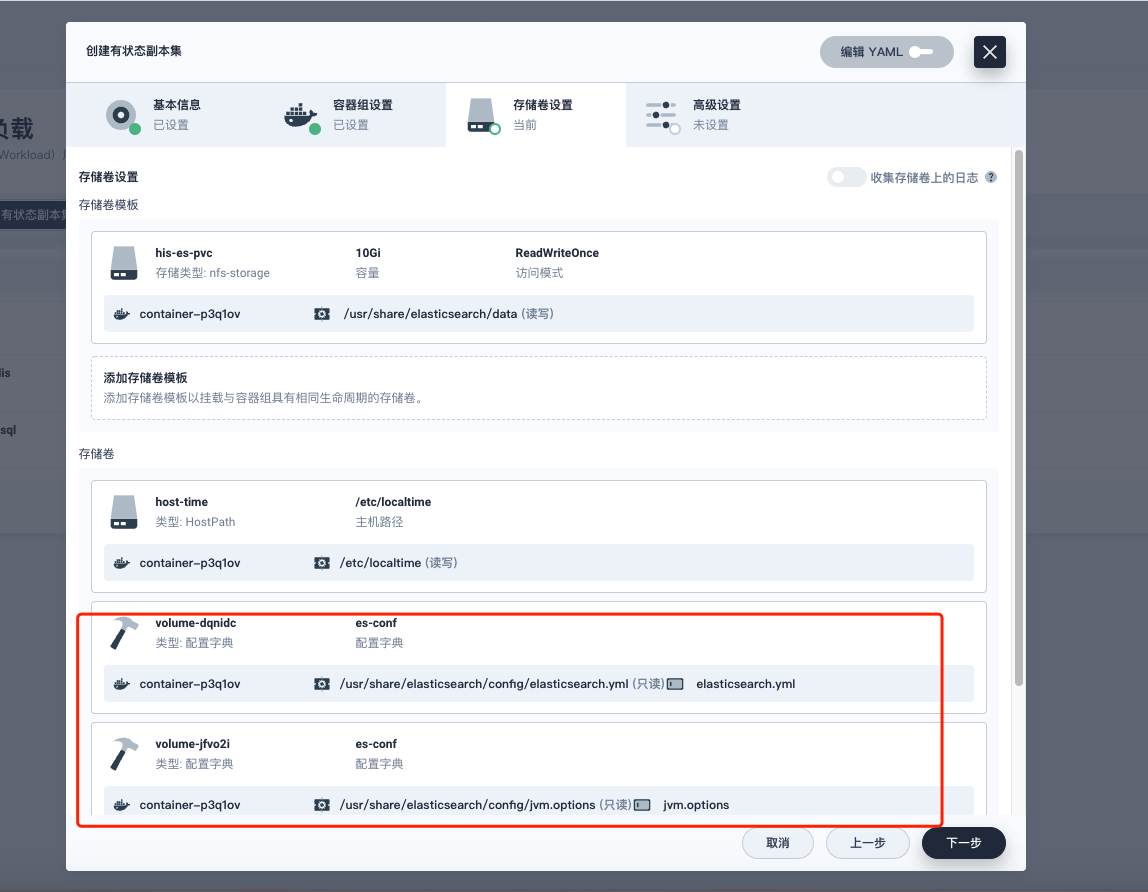 创建有状态副本集
编辑 YAML
基本信息
已设置
容器组设置
已设置
存储卷设置
当前
高级设置
未设置
负载
Workload)
有状态副本集
存储卷设置
收集存储卷上的日志 ?
存储卷模板
his-es-pvc 10Gi ReadWriteOnce
存储类型: nfs-storage 容量 访问模式
container-p3q1ov /usr/share/elasticsearch/data (读写)
添加存储卷模板
添加存储卷模板以挂载与容器组具有相同生命周期的存储卷。
lis
sql
存储卷
host-time /etc/localtime
类型: HostPath 主机路径
container-p3q1ov /etc/localtime (读写)
volume-dqnidc es-conf
类型: 配置字典 配置字典
container-p3q1ov /usr/share/elasticsearch/config/elasticsearch.yml (只读) elasticsearch.yml
volume-jfvo2i es-conf
类型: 配置字典 配置字典
container-p3q1ov /usr/share/elasticsearch/config/jvm.options (只读) jvm.options
取消 上一步 下一步